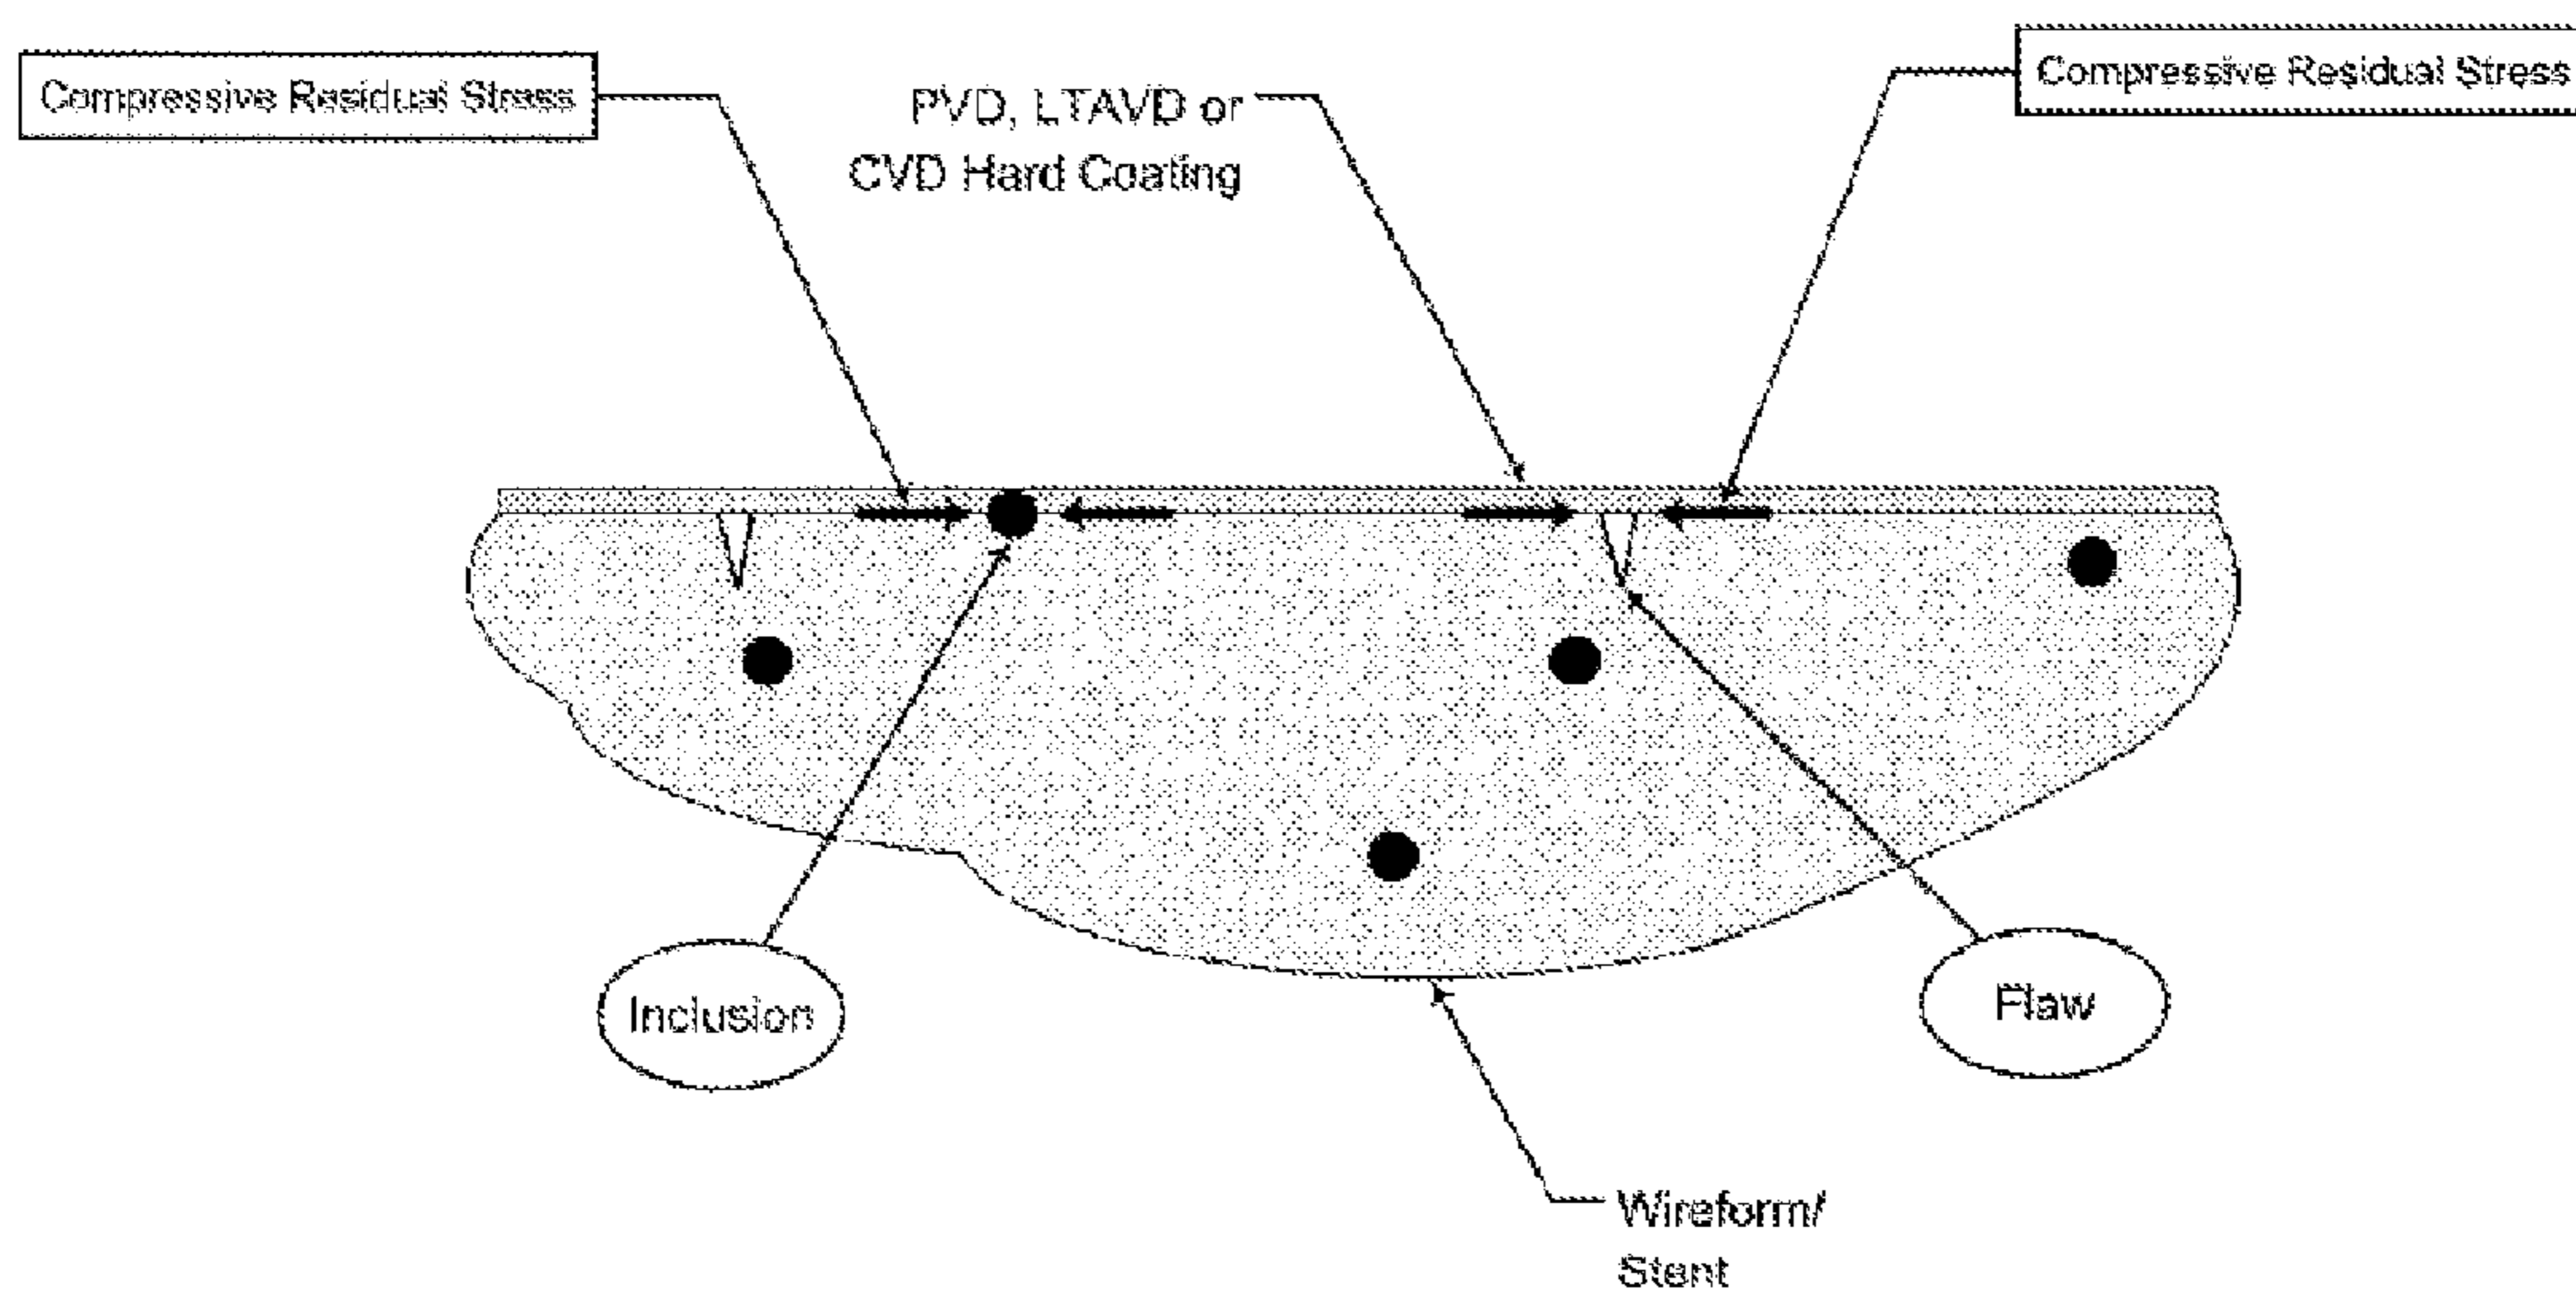 Compressive Residual Stress
PVD, LTAVD or
CVD Hard Coating
Compressive Residual Stress
Inclusion
Flaw
Wireform/
Stent